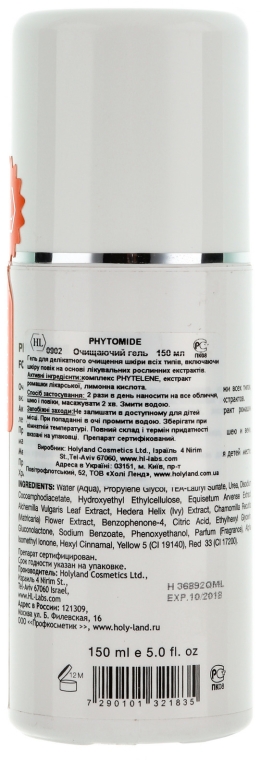 PHYTOMIDE
HL 0902 Очищаючий гель 150 мл
Гель для делікатного очищення шкіри всіх типів, включаючи
шкіру повік на основі лікувальних рослинних екстрактів.
Активні інгредієнти:комплекс PHYTELENE, екстракт
ромашки лікарської, лимонна кислота.
Спосіб застосування: 2 рази в день наносити на все обличчя,
шию і повіки, масажувати 2 хв. Змити водою.
Запобіжні заходи:Не залишати в доступному для дітей
місці. При попаданні в очі промити водою. Зберігати при
кімнатній температурі. Повний склад і термін придатності
вказані на упаковці. Препарат сертифікований.
Виробник: Holyland Cosmetics Ltd., Ізраїль, 4 Nirim
St.,Tel-Aviv 67060, www.hl-labs.com
Адреса в Україні: 03151, м. Київ, пр-т
Повітрофлотський, 52, ТОВ «Холі Ленд», www.holyland.com.ua
INGREDIENTS: Water (Aqua), Propylene Glycol, TEA-Lauryl Sulfate, Urea,
Cocoamphodiacetate, Hydroxyethyl Ethylcellulose, Equisetum Arvense
Alchemilla Vulgaris Leaf Extract, Hedera Helix (Ivy) Extract, Chamomilla Recutita
(Matricaria) Flower Extract, Benzophenone-4, Citric Acid, Ethylhexyl
Gluconolactone, Sodium Benzoate, Phenoxyethanol, Parfum (Fragrance),
Isomethyl Ionone, Hexyl Cinnamal, Yellow 5 (CI 19140), Red 33 (CI 17200).
Препарат сертифицирован.
Срок годности указан на упаковке.
Производитель: Holyland Cosmetics Ltd.,
Израиль 4 Nirim St.,
Tel-Aviv 67060 Israel,
www.HL-Labs.com
Адрес в России: 121309,
Москва ул. Б. Филевская, 16
ООО «Профкосметик» www.holy-land.ru
EXP.10/2018
150 ml e 5.0 fl. oz
12M
7 290101 321835